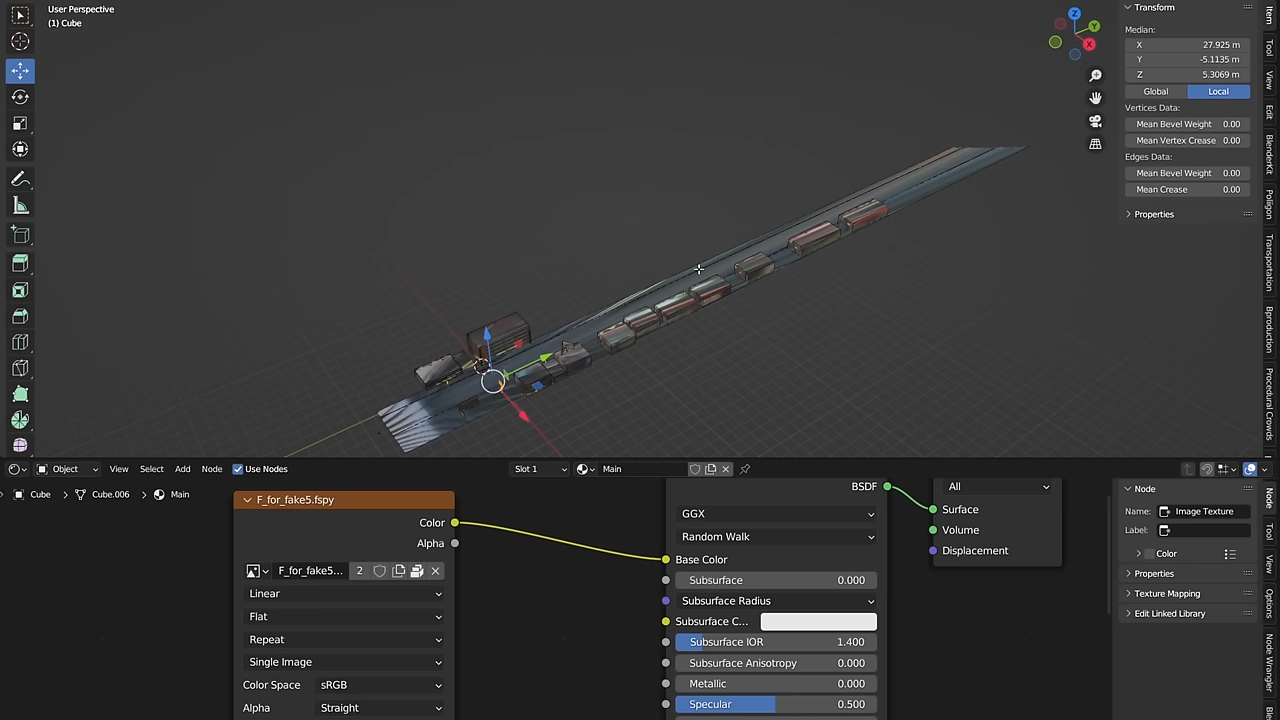 User Perspective
(1) Cube
Z
Y
X
Transform
Median:
X 27.925 m
Y -5.1135 m
Z 5.3069 m
Global Local
Vertices Data:
Mean Bevel Weight 0.00
Mean Vertex Crease 0.00
Edges Data:
Mean Bevel Weight 0.00
Mean Crease 0.00
Properties
Item
Tool
View
Edit
BlenderKit
Poligon
Transportation
Bproduction
Procedural Crowds
Object View Select Add Node Use Nodes Slot 1 Main
Cube Cube.006 Main
F_for_fake5.fspy
Color
Alpha
F_for_fake5... 2
Linear
Flat
Repeat
Single Image
Color Space sRGB
Alpha Straight
BSDF
GGX
Random Walk
Base Color
Subsurface 0.000
Subsurface Radius
Subsurface C...
Subsurface IOR 1.400
Subsurface Anisotropy 0.000
Metallic 0.000
Specular 0.500
All
Surface
Volume
Displacement
Node
Name: Image Texture
Label:
Color
Properties
Texture Mapping
Edit Linked Library
Node
Tool
View
Options
Node Wrangler